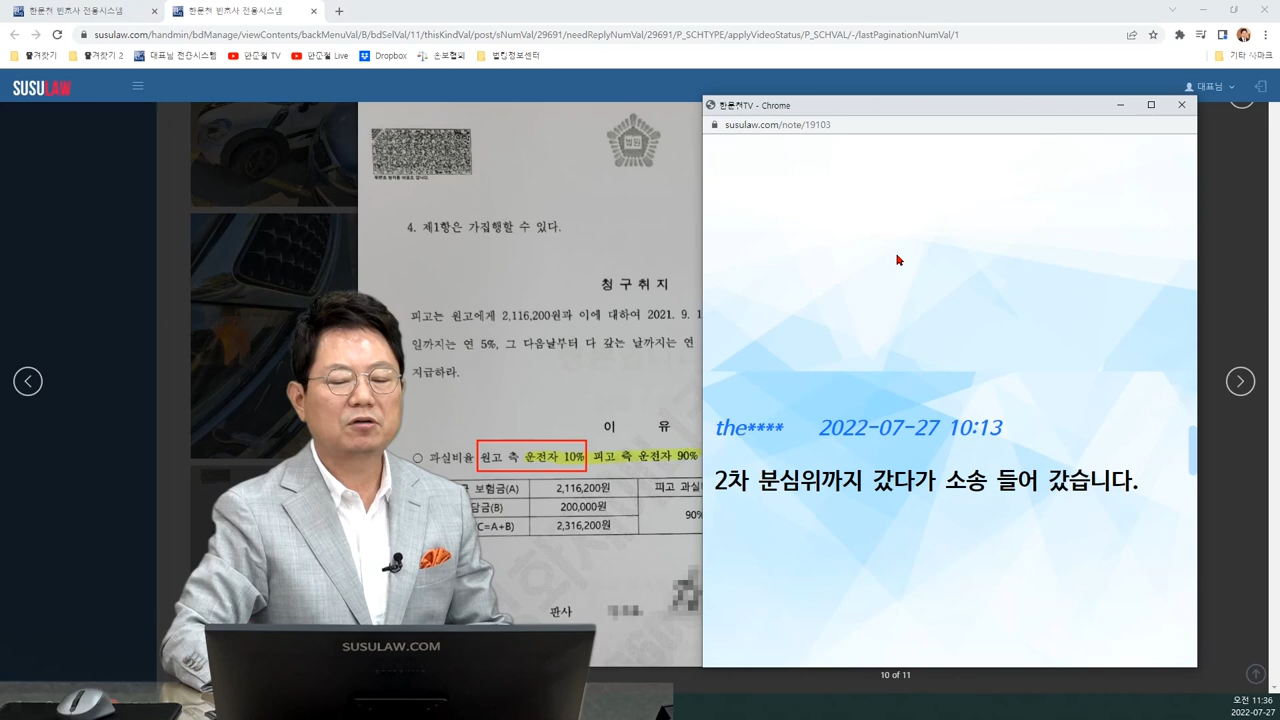 한문철 변호사 전용시스템
한문철 변호사 전용시스템
susulaw.com/handmin/bdManage/viewContents/backMenuVal/B/bdSelVal/11/thisKindVal/post/sNumVal/29691/needReplyNumVal/29691/P_SCHTYPE/applyVideoStatus/P_SCHVAL/-/lastPaginationNumVal/1
즐겨찾기
즐겨찾기 2
대표님 전용시스템
한문철 TV
한문철 Live
Dropbox
손보협회
벌칙정보센터
기타 북마크
SUSULAW
대표님
한문철TV - Chrome
susulaw.com/note/19103
법원
4. 제1항은 가집행할 수 있다.
청 구 취 지
피고는 원고에게 2,116,200원과 이에 대하여 2021. 9. 1
일까지는 연 5%, 그 다음날부터 다 갚는 날까지는 연
지급하라.
이 유
○ 과실비율 원고 측 운전자 10% 피고 측 운전자 90%
보험금(A) 2,116,200원 피고 과실
담금(B) 200,000원 90%
(C=A+B) 2,316,200원
판사
the**** 2022-07-27 10:13
2차 분심위까지 갔다가 소송 들어 갔습니다.
SUSULAW.COM
10 of 11
오전 11:36
2022-07-27